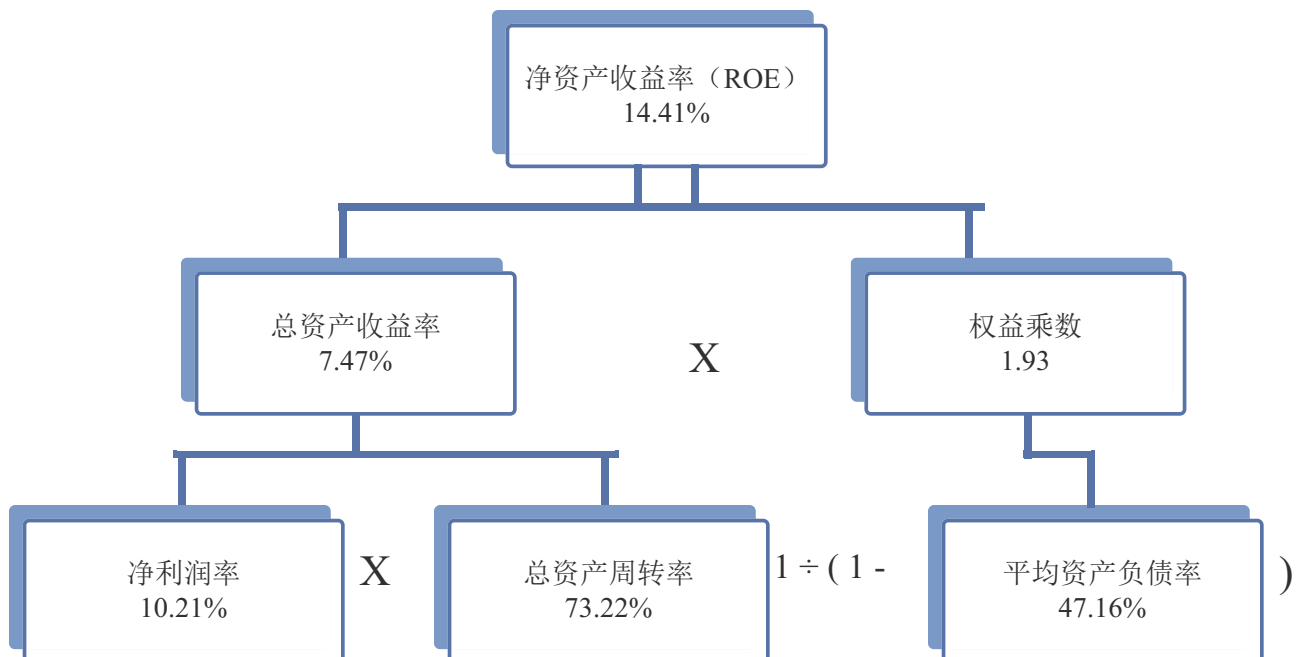 净资产收益率（ROE）
14.41%
总资产收益率
7.47%
X
权益乘数
1.93
净利润率
10.21%
X
总资产周转率
73.22%
1 ÷ ( 1 -
平均资产负债率
47.16%
)